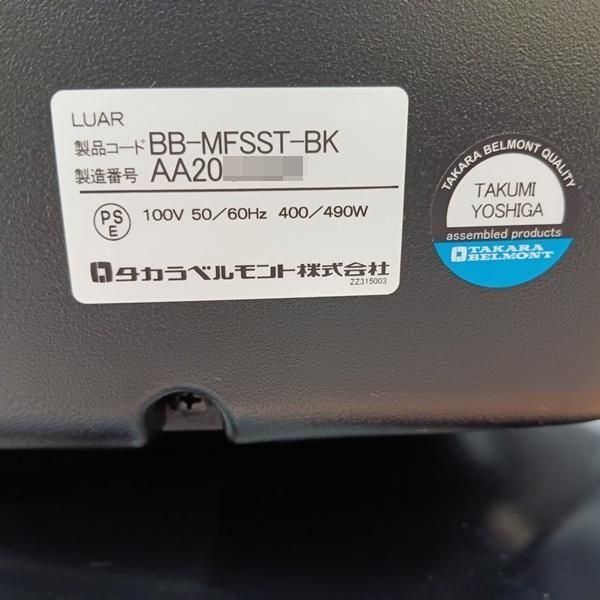 LUAR
製品コード BB-MFSST-BK
製造番号 AA20
PS
E
100V 50/60Hz 400/490W
タカラベルモント株式会社
ZZ315003
TAKARA BELMONT QUALITY
TAKUMI
YOSHIGA
assembled products
TAKARA
BELMONT